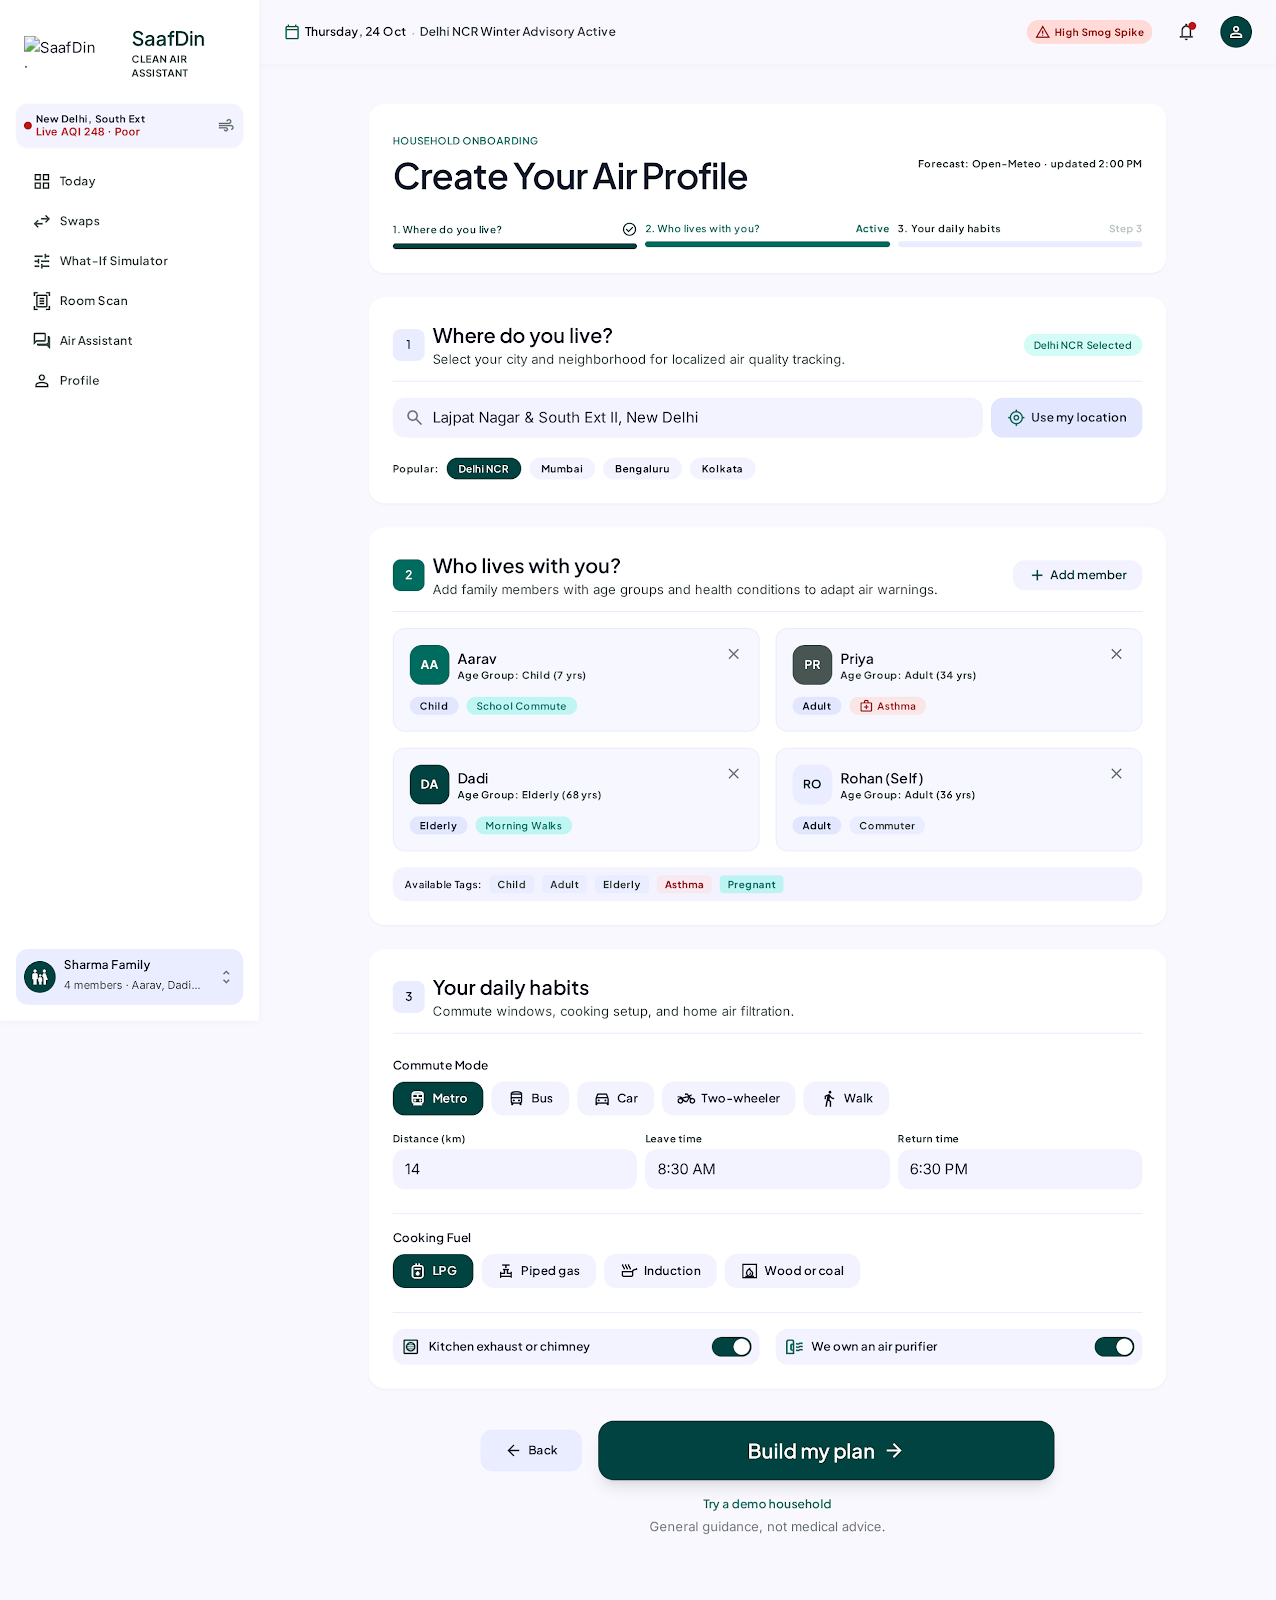 SaafDin
.
SaafDin
CLEAN AIR
ASSISTANT
New Delhi, South Ext
Live AQI 248 · Poor
Today
Swaps
What-If Simulator
Room Scan
Air Assistant
Profile
Sharma Family
4 members · Aarav, Dadi...
Thursday, 24 Oct · Delhi NCR Winter Advisory Active
High Smog Spike
HOUSEHOLD ONBOARDING
Create Your Air Profile
Forecast: Open-Meteo · updated 2:00 PM
1. Where do you live?
2. Who lives with you? Active
3. Your daily habits Step 3
1
Where do you live?
Select your city and neighborhood for localized air quality tracking.
Delhi NCR Selected
Lajpat Nagar & South Ext II, New Delhi
Use my location
Popular: Delhi NCR Mumbai Bengaluru Kolkata
2
Who lives with you?
Add family members with age groups and health conditions to adapt air warnings.
Add member
AA
Aarav
Age Group: Child (7 yrs)
Child School Commute
PR
Priya
Age Group: Adult (34 yrs)
Adult Asthma
DA
Dadi
Age Group: Elderly (68 yrs)
Elderly Morning Walks
RO
Rohan (Self)
Age Group: Adult (36 yrs)
Adult Commuter
Available Tags: Child Adult Elderly Asthma Pregnant
3
Your daily habits
Commute windows, cooking setup, and home air filtration.
Commute Mode
Metro Bus Car Two-wheeler Walk
Distance (km) Leave time Return time
14 8:30 AM 6:30 PM
Cooking Fuel
LPG Piped gas Induction Wood or coal
Kitchen exhaust or chimney
We own an air purifier
Back
Build my plan
Try a demo household
General guidance, not medical advice.